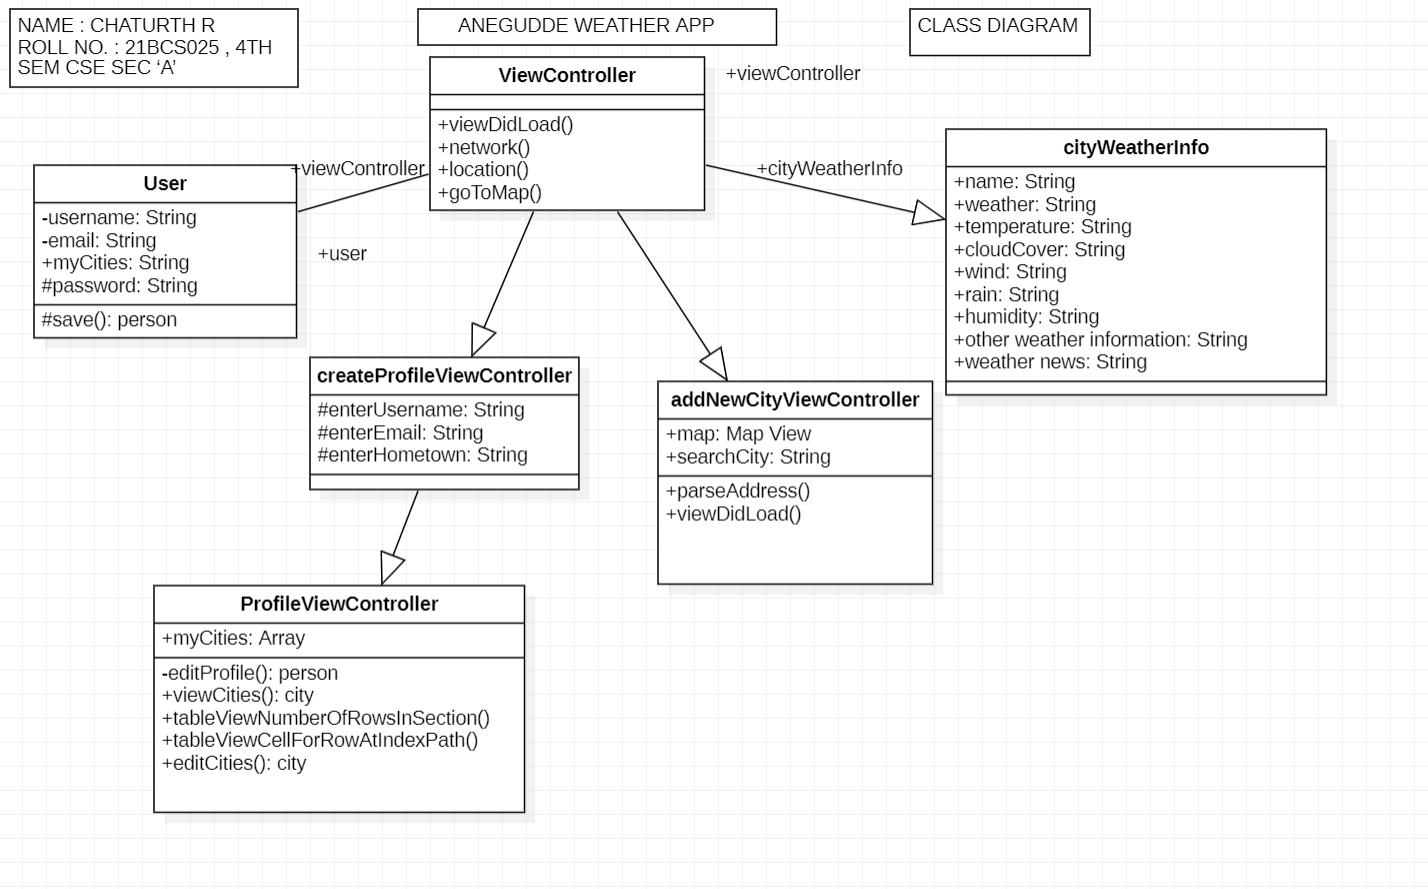 NAME : CHATURTH R
ROLL NO. : 21BCS025 , 4TH
SEM CSE SEC ‘A’
ANEGUDDE WEATHER APP
CLASS DIAGRAM
ViewController
+viewDidLoad()
+network()
+location()
+goToMap()
+viewController
+viewController
+cityWeatherInfo
+user
User
-username: String
-email: String
+myCities: String
#password: String
#save(): person
cityWeatherInfo
+name: String
+weather: String
+temperature: String
+cloudCover: String
+wind: String
+rain: String
+humidity: String
+other weather information: String
+weather news: String
createProfileViewController
#enterUsername: String
#enterEmail: String
#enterHometown: String
addNewCityViewController
+map: Map View
+searchCity: String
+parseAddress()
+viewDidLoad()
ProfileViewController
+myCities: Array
-editProfile(): person
+viewCities(): city
+tableViewNumberOfRowsInSection()
+tableViewCellForRowAtIndexPath()
+editCities(): city